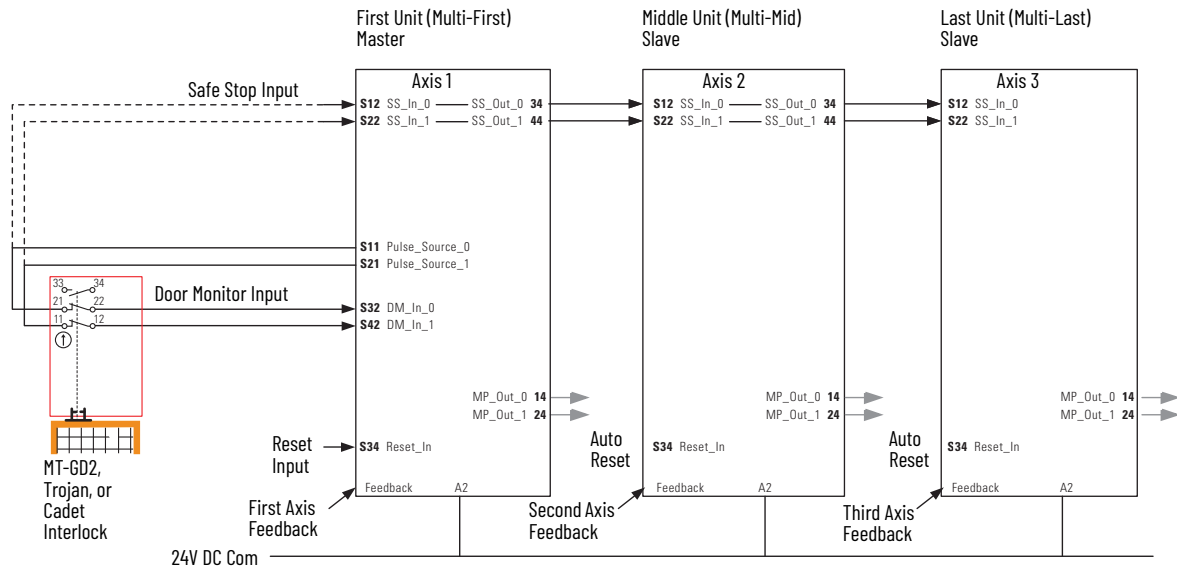 First Unit (Multi-First)
Master
Middle Unit (Multi-Mid)
Slave
Last Unit (Multi-Last)
Slave
Axis 1
Axis 2
Axis 3
Safe Stop Input
S12 SS_In_0
SS_Out_0 34
S12 SS_In_0
SS_Out_0 34
S12 SS_In_0
S22 SS_In_1
SS_Out_1 44
S22 SS_In_1
SS_Out_1 44
S22 SS_In_1
S11 Pulse_Source_0
S21 Pulse_Source_1
33
34
21
22
11
12
Door Monitor Input
S32 DM_In_0
S42 DM_In_1
MP_Out_0 14
MP_Out_1 24
MP_Out_0 14
MP_Out_1 24
MP_Out_0 14
MP_Out_1 24
Reset
Input
S34 Reset_In
Auto
Reset
S34 Reset_In
Auto
Reset
S34 Reset_In
MT-GD2,
Trojan, or
Cadet
Interlock
Feedback
A2
Feedback
A2
Feedback
A2
First Axis
Feedback
Second Axis
Feedback
Third Axis
Feedback
24V DC Com